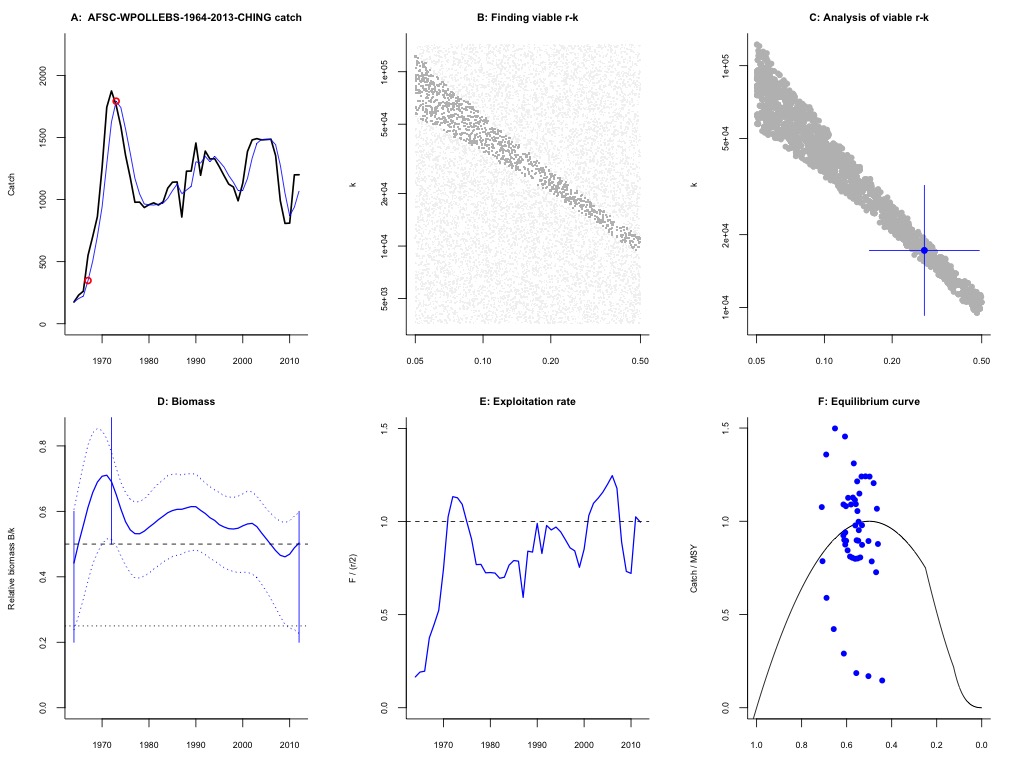 A:  AFSC-WPOLLEBS-1964-2013-CHING catch
B: Finding viable r-k
C: Analysis of viable r-k
Catch
0
500
1000
1500
2000
1970
1980
1990
2000
2010
k
5e+03
1e+04
2e+04
5e+04
1e+05
0.05
0.10
0.20
0.50
k
1e+04
2e+04
5e+04
1e+05
0.05
0.10
0.20
0.50
D: Biomass
E: Exploitation rate
F: Equilibrium curve
Relative biomass B/k
0.0
0.2
0.4
0.6
0.8
1970
1980
1990
2000
2010
F / (r/2)
0.0
0.5
1.0
1.5
1970
1980
1990
2000
2010
Catch / MSY
0.0
0.5
1.0
1.5
1.0
0.8
0.6
0.4
0.2
0.0